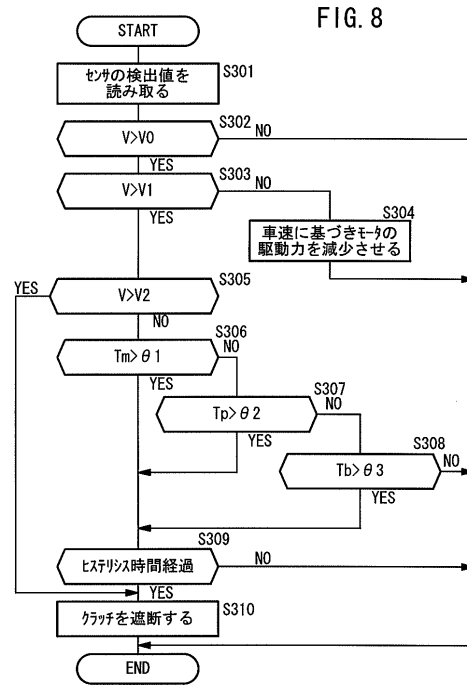 FIG. 8
START
センサの検出値を
読み取る
S301
V>V0
S302
NO
YES
V>V1
S303
NO
YES
S304
車速に基づきモータの
駆動力を減少させる
YES
V>V2
S305
NO
Tm>θ1
S306
NO
YES
Tp>θ2
S307
NO
YES
Tb>θ3
S308
NO
YES
ヒステリシス時間経過
S309
NO
YES
クラッチを遮断する
S310
END